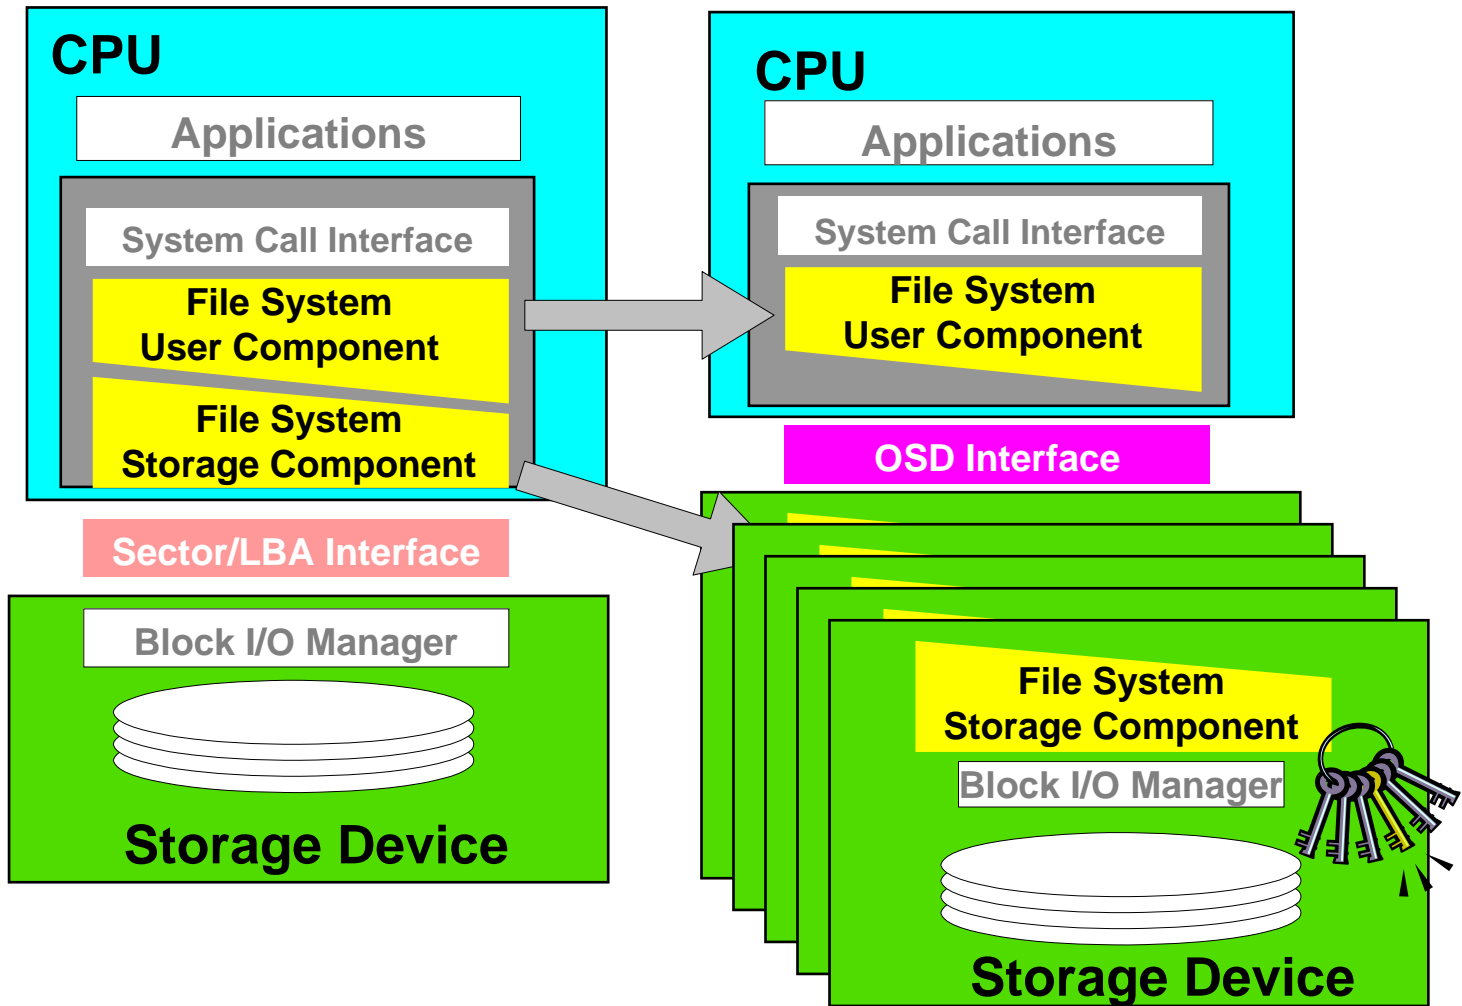 CPU
Applications
System Call Interface
File System
User Component
File System
Storage Component
Sector/LBA Interface
Block I/O Manager
Storage Device
CPU
Applications
System Call Interface
File System
User Component
OSD Interface
File System
Storage Component
Block I/O Manager
Storage Device